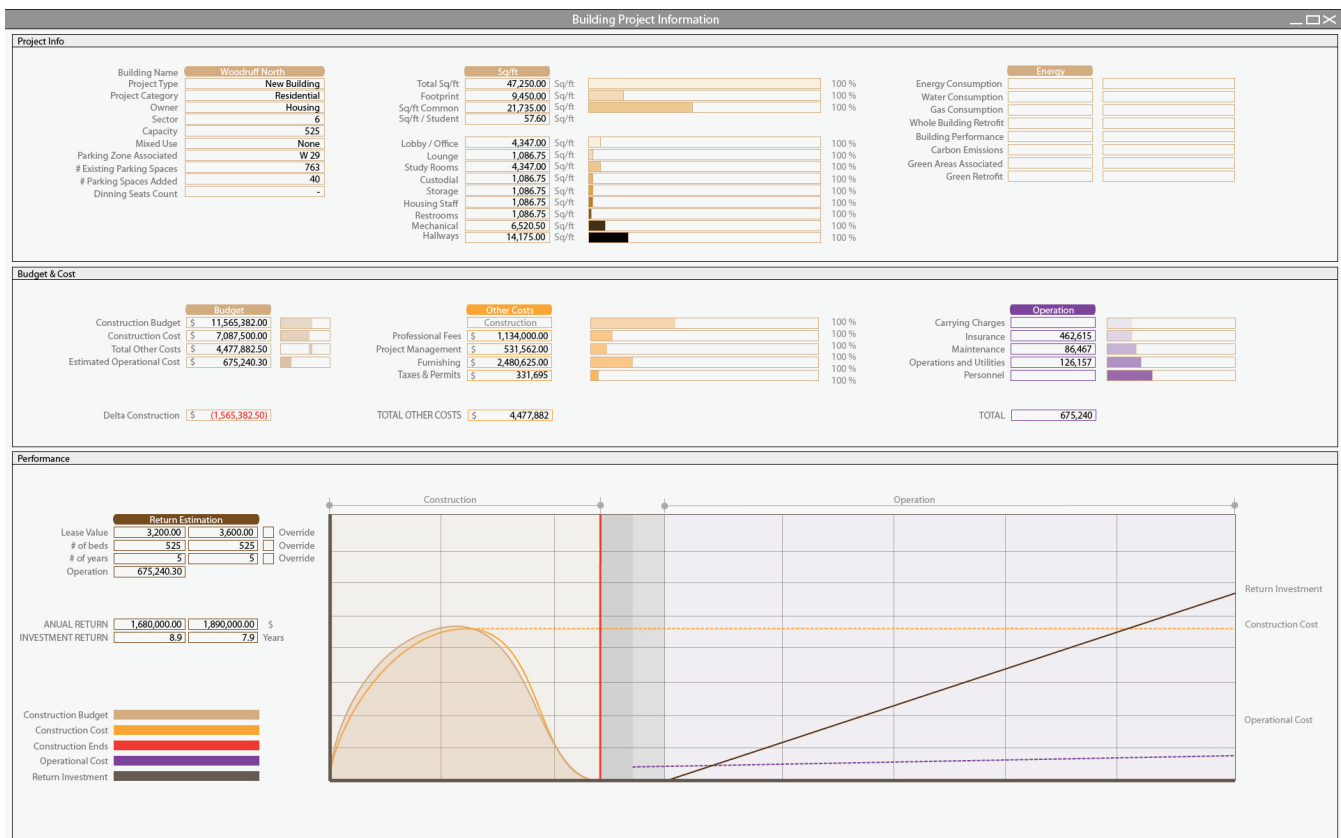 Building Project Information
Project Info
Building Name Woodruff North
Project Type New Building
Project Category Residential
Owner Housing
Sector 6
Capacity 525
Mixed Use None
Parking Zone Associated W 29
# Existing Parking Spaces 763
# Parking Spaces Added 40
Dinning Seats Count -
Sq/ft
Total Sq/ft 47,250.00 Sq/ft 100 %
Footprint 9,450.00 Sq/ft 100 %
Sq/ft Common 21,735.00 Sq/ft 100 %
Sq/ft / Student 57.60 Sq/ft
Lobby / Office 4,347.00 Sq/ft 100 %
Lounge 1,086.75 Sq/ft 100 %
Study Rooms 4,347.00 Sq/ft 100 %
Custodial 1,086.75 Sq/ft 100 %
Storage 1,086.75 Sq/ft 100 %
Housing Staff 1,086.75 Sq/ft 100 %
Restrooms 1,086.75 Sq/ft 100 %
Mechanical 6,520.50 Sq/ft 100 %
Hallways 14,175.00 Sq/ft 100 %
Energy
Energy Consumption
Water Consumption
Gas Consumption
Whole Building Retrofit
Building Performance
Carbon Emissions
Green Areas Associated
Green Retrofit
Budget & Cost
Budget
Construction Budget $ 11,565,382.00
Construction Cost $ 7,087,500.00
Total Other Costs $ 4,477,882.50
Estimated Operational Cost $ 675,240.30
Delta Construction $ (1,565,382.50)
Other Costs
Construction 100 %
Professional Fees $ 1,134,000.00 100 %
Project Management $ 531,562.00 100 %
Furnishing $ 2,480,625.00 100 %
Taxes & Permits $ 331,695 100 %
TOTAL OTHER COSTS $ 4,477,882
Operation
Carrying Charges
Insurance 462,615
Maintenance 86,467
Operations and Utilities 126,157
Personnel
TOTAL 675,240
Performance
Return Estimation
Lease Value 3,200.00 3,600.00 Override
# of beds 525 525 Override
# of years 5 5 Override
Operation 675,240.30
ANUAL RETURN 1,680,000.00 1,890,000.00 $
INVESTMENT RETURN 8.9 7.9 Years
Construction Budget
Construction Cost
Construction Ends
Operational Cost
Return Investment
Construction
Operation
Return Investment
Construction Cost
Operational Cost